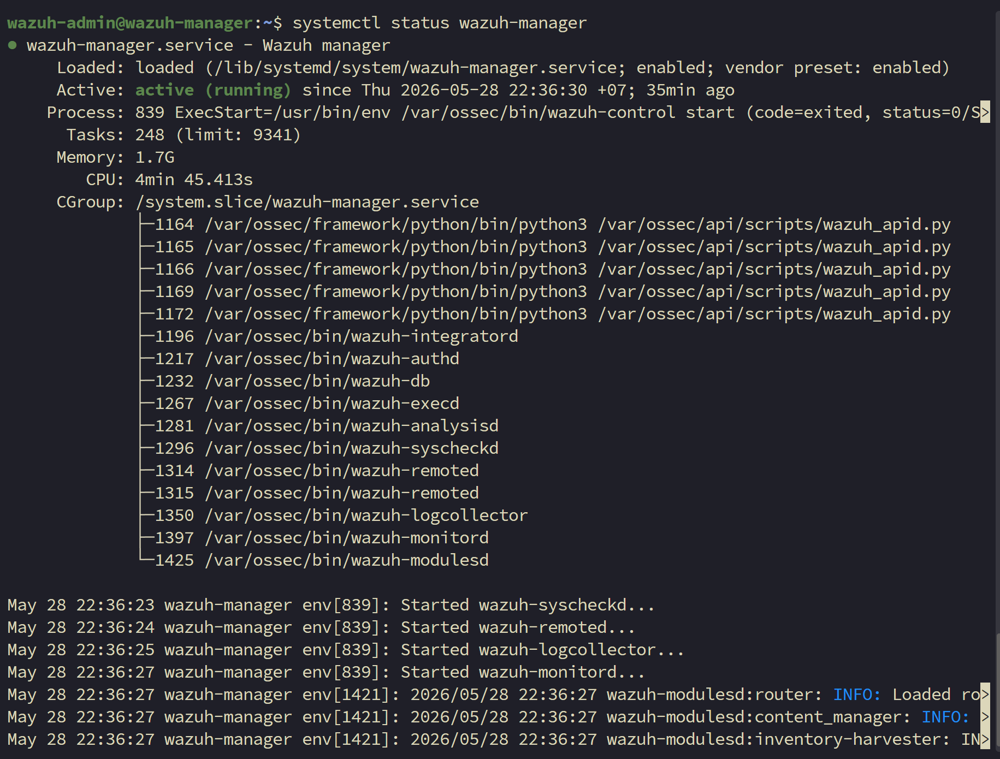 wazuh-admin@wazuh-manager:~$ systemctl status wazuh-manager
● wazuh-manager.service - Wazuh manager
     Loaded: loaded (/lib/systemd/system/wazuh-manager.service; enabled; vendor preset: enabled)
     Active: active (running) since Thu 2026-05-28 22:36:30 +07; 35min ago
    Process: 839 ExecStart=/usr/bin/env /var/ossec/bin/wazuh-control start (code=exited, status=0/S>
      Tasks: 248 (limit: 9341)
     Memory: 1.7G
        CPU: 4min 45.413s
     CGroup: /system.slice/wazuh-manager.service
             ├─1164 /var/ossec/framework/python/bin/python3 /var/ossec/api/scripts/wazuh_apid.py
             ├─1165 /var/ossec/framework/python/bin/python3 /var/ossec/api/scripts/wazuh_apid.py
             ├─1166 /var/ossec/framework/python/bin/python3 /var/ossec/api/scripts/wazuh_apid.py
             ├─1169 /var/ossec/framework/python/bin/python3 /var/ossec/api/scripts/wazuh_apid.py
             ├─1172 /var/ossec/framework/python/bin/python3 /var/ossec/api/scripts/wazuh_apid.py
             ├─1196 /var/ossec/bin/wazuh-integratord
             ├─1217 /var/ossec/bin/wazuh-authd
             ├─1232 /var/ossec/bin/wazuh-db
             ├─1267 /var/ossec/bin/wazuh-execd
             ├─1281 /var/ossec/bin/wazuh-analysisd
             ├─1296 /var/ossec/bin/wazuh-syscheckd
             ├─1314 /var/ossec/bin/wazuh-remoted
             ├─1315 /var/ossec/bin/wazuh-remoted
             ├─1350 /var/ossec/bin/wazuh-logcollector
             ├─1397 /var/ossec/bin/wazuh-monitord
             └─1425 /var/ossec/bin/wazuh-modulesd

May 28 22:36:23 wazuh-manager env[839]: Started wazuh-syscheckd...
May 28 22:36:24 wazuh-manager env[839]: Started wazuh-remoted...
May 28 22:36:25 wazuh-manager env[839]: Started wazuh-logcollector...
May 28 22:36:27 wazuh-manager env[839]: Started wazuh-monitord...
May 28 22:36:27 wazuh-manager env[1421]: 2026/05/28 22:36:27 wazuh-modulesd:router: INFO: Loaded ro>
May 28 22:36:27 wazuh-manager env[1421]: 2026/05/28 22:36:27 wazuh-modulesd:content_manager: INFO: >
May 28 22:36:27 wazuh-manager env[1421]: 2026/05/28 22:36:27 wazuh-modulesd:inventory-harvester: IN>